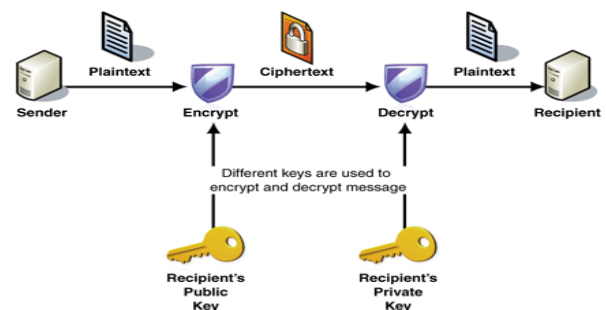 Plaintext
Ciphertext
Plaintext
Sender
Encrypt
Decrypt
Recipient
Different keys are used to
encrypt and decrypt message
Recipient's
Public
Key
Recipient's
Private
Key